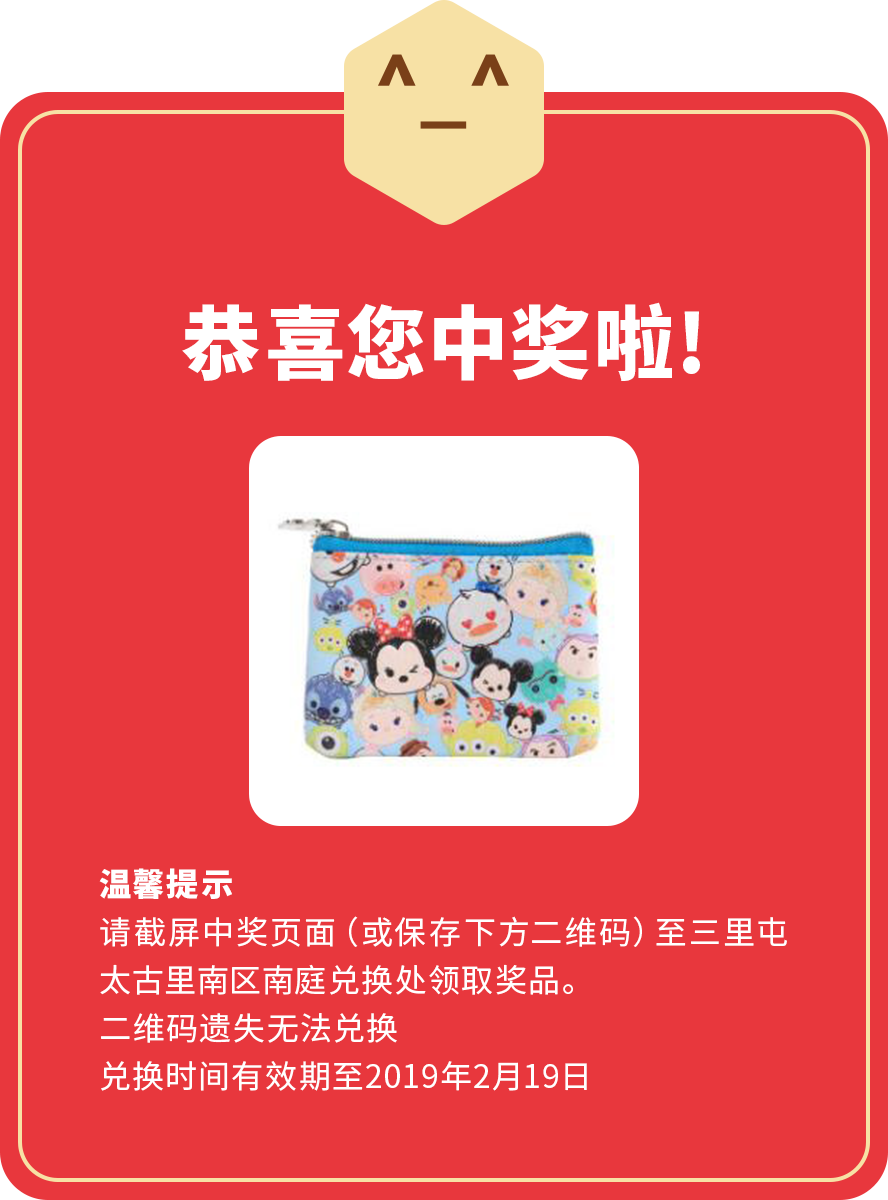 恭喜您中奖啦!
温馨提示
请截屏中奖页面（或保存下方二维码）至三里屯
太古里南区南庭兑换处领取奖品。
二维码遗失无法兑换
兑换时间有效期至2019年2月19日